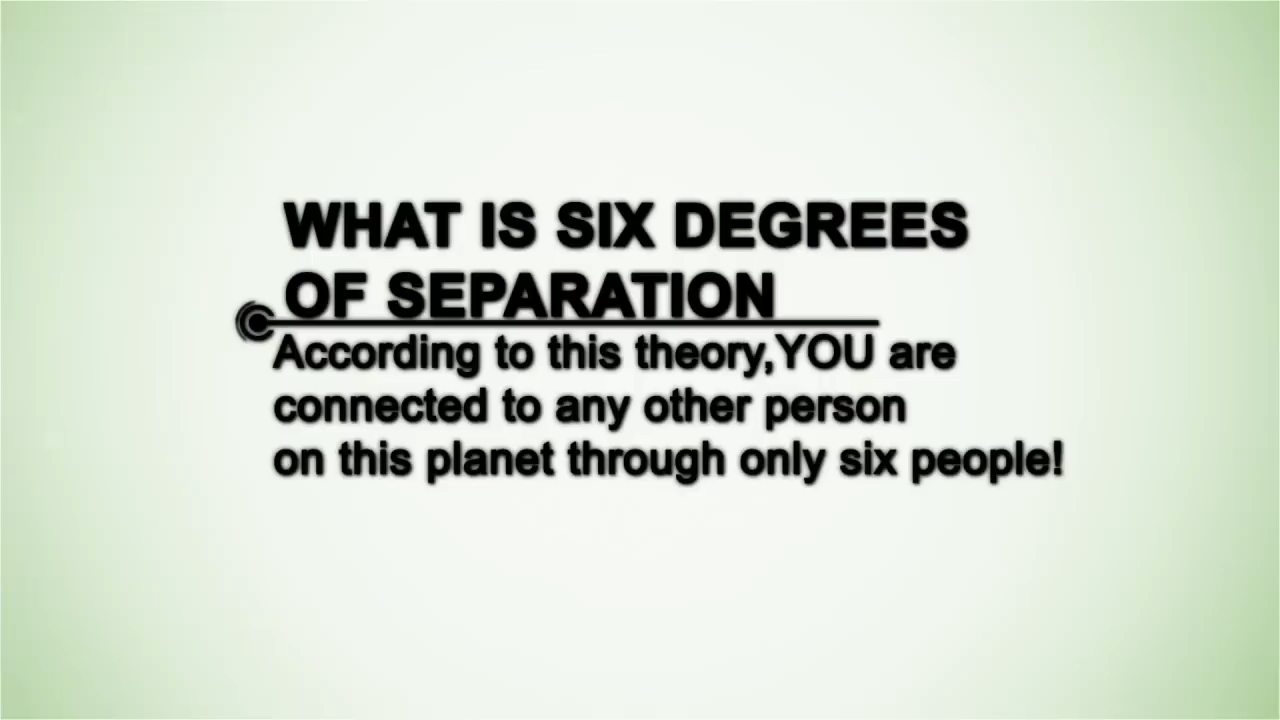 WHAT IS SIX DEGREES
OF SEPARATION
According to this theory,YOU are
connected to any other person
on this planet through only six people!